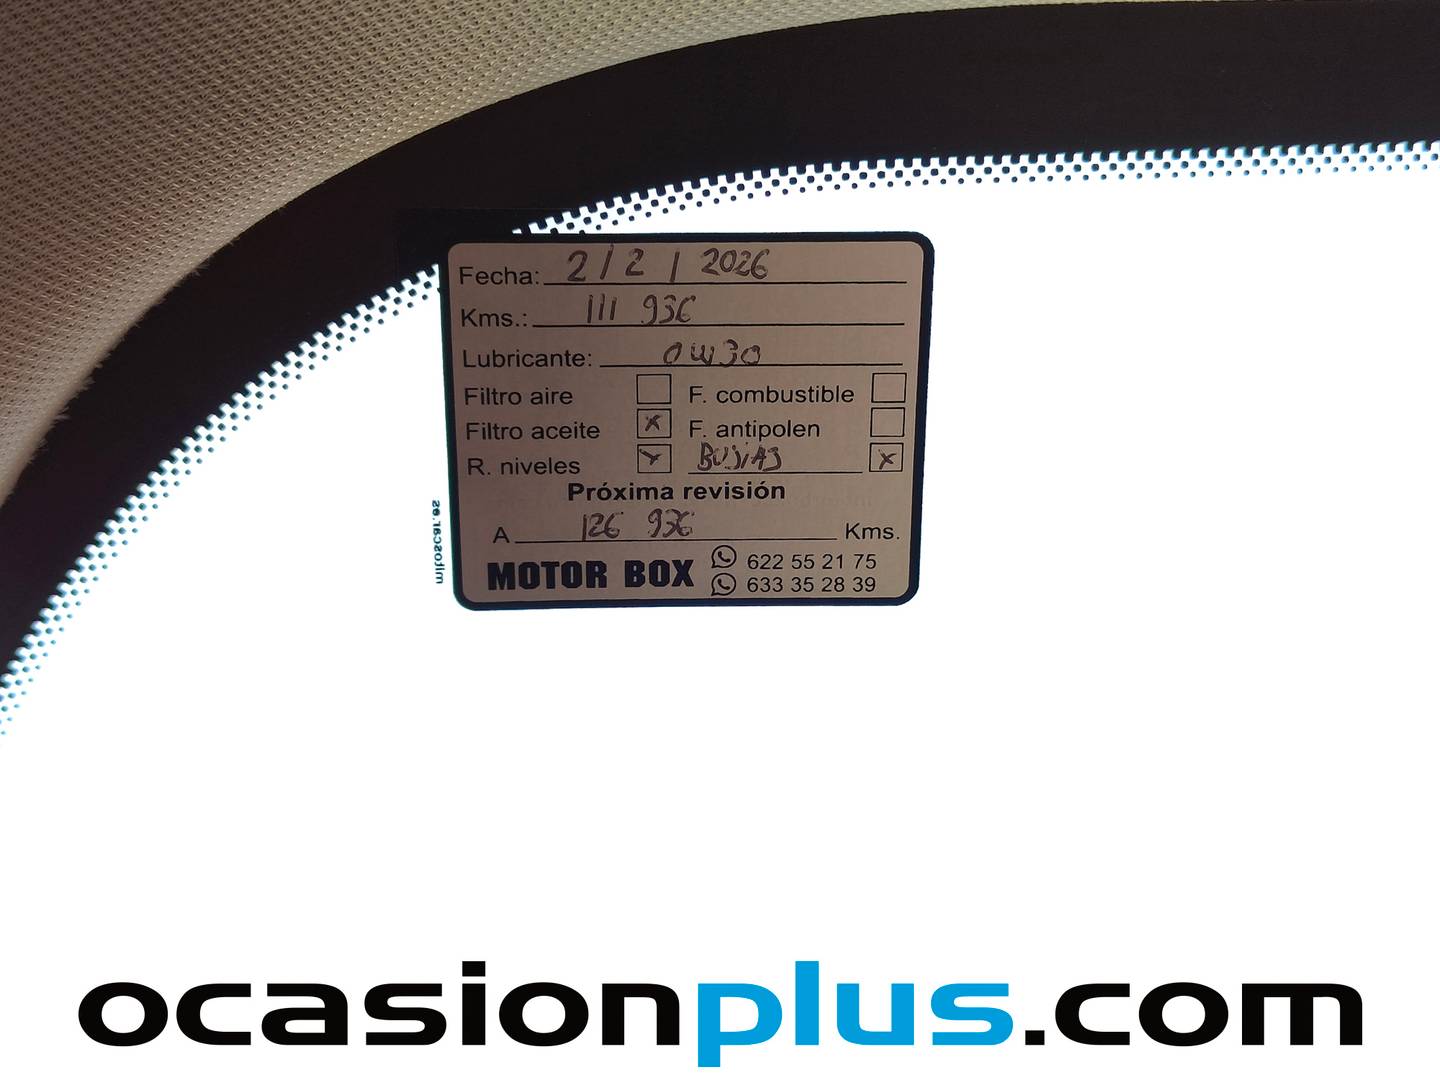 Fecha: 2 / 2 / 2026
Kms.: 111 936
Lubricante: 0W30
Filtro aire F. combustible
Filtro aceite x F. antipolen
R. niveles x BUJIAS x
Próxima revisión
A 126 936 Kms.
MOTOR BOX 622 55 21 75
633 35 28 39
ocasionplus.com